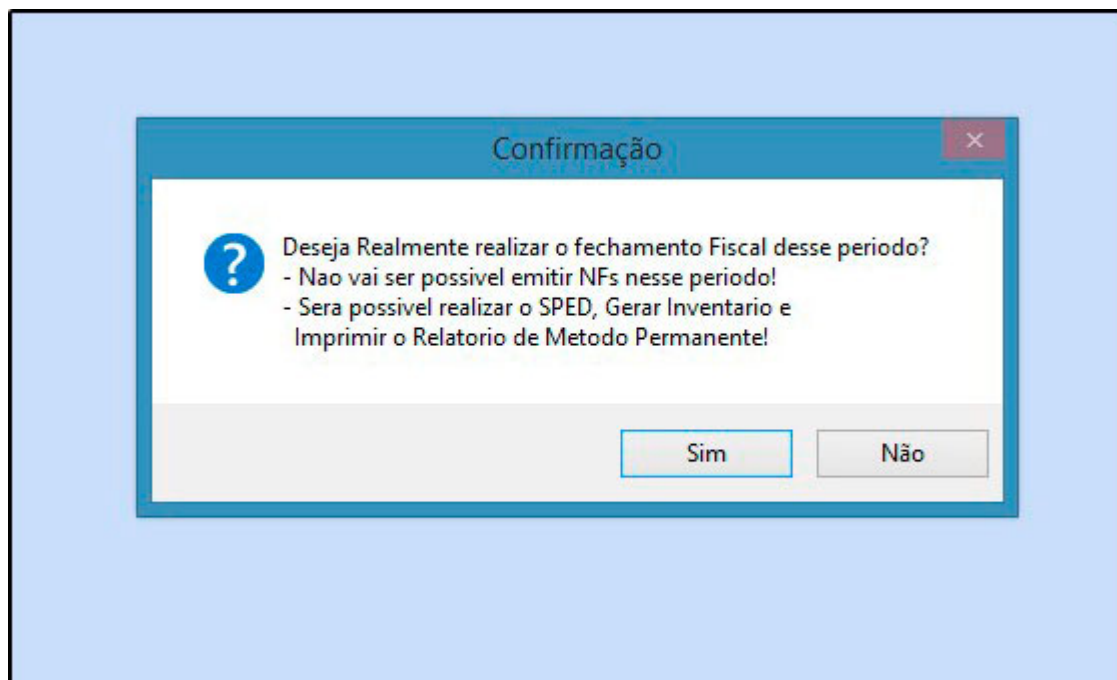 Confirmação
Deseja Realmente realizar o fechamento Fiscal desse periodo?
- Nao vai ser possivel emitir NFs nesse periodo!
- Sera possivel realizar o SPED, Gerar Inventario e
Imprimir o Relatorio de Metodo Permanente!
Sim Não